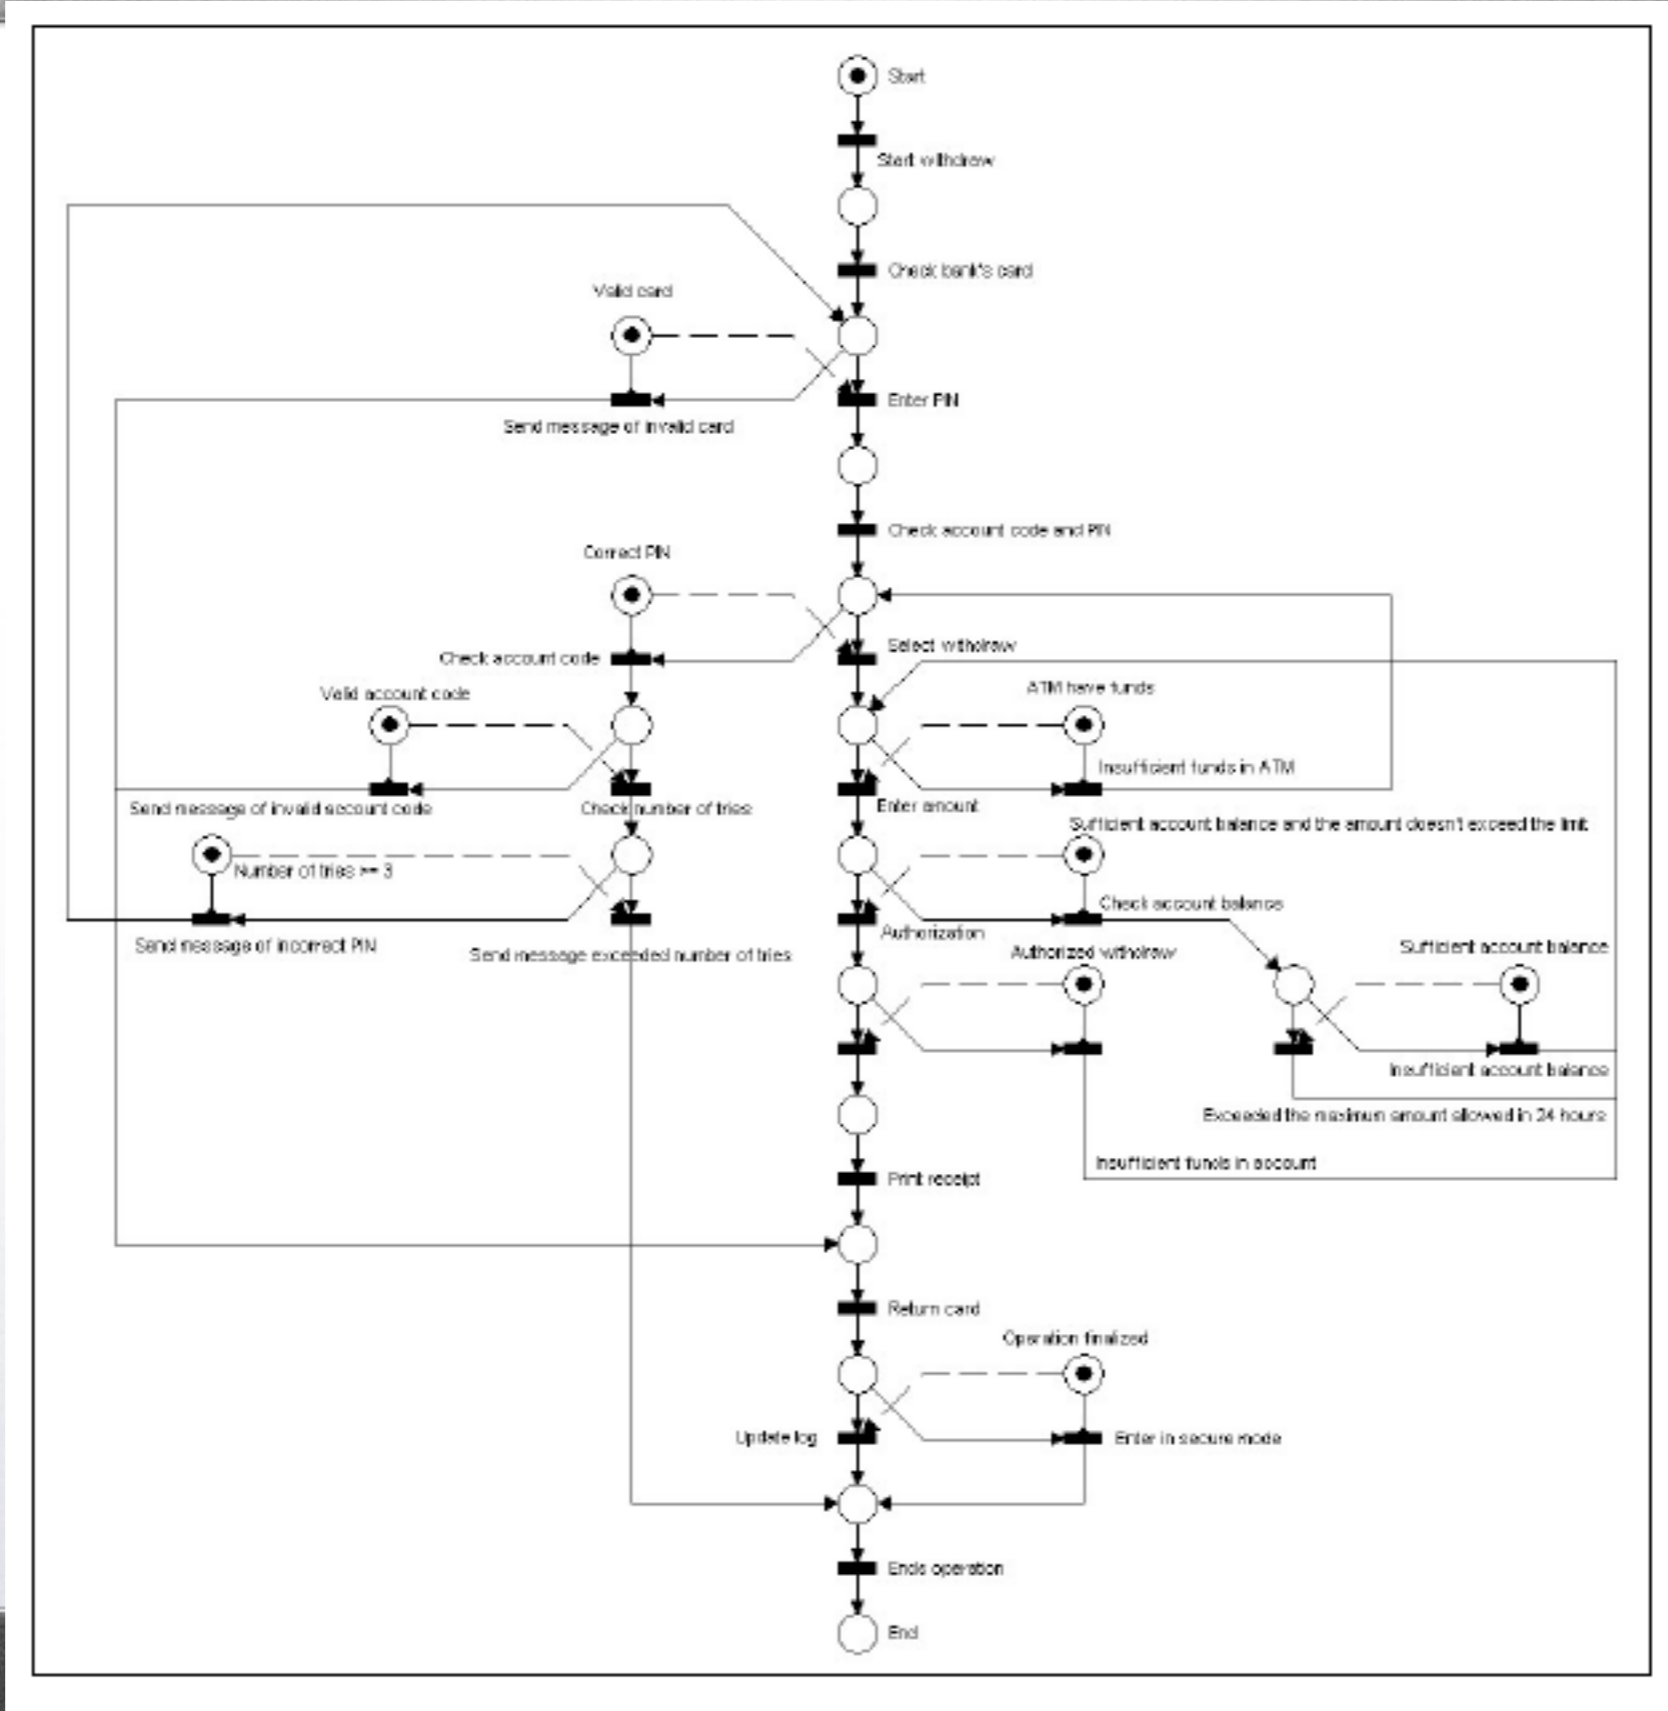 Start
Start withdraw
Check bank's card
Valid card
Enter PIN
Send message of invalid card
Check account code and PIN
Correct PIN
Select withdraw
Check account code
ATM have funds
Valid account code
Insufficient funds in ATM
Enter amount
Send message of invalid account code
Check number of tries
Sufficient account balance and the amount doesn't exceed the limit
Number of tries >= 3
Check account balance
Authorization
Send message of incorrect PIN
Sufficient account balance
Authorized withdraw
Send message exceeded number of tries
Insufficient account balance
Exceeded the maximum amount allowed in 24 hours
Insufficient funds in account
Print receipt
Return card
Operation finalized
Update log
Enter in secure mode
Ends operation
End